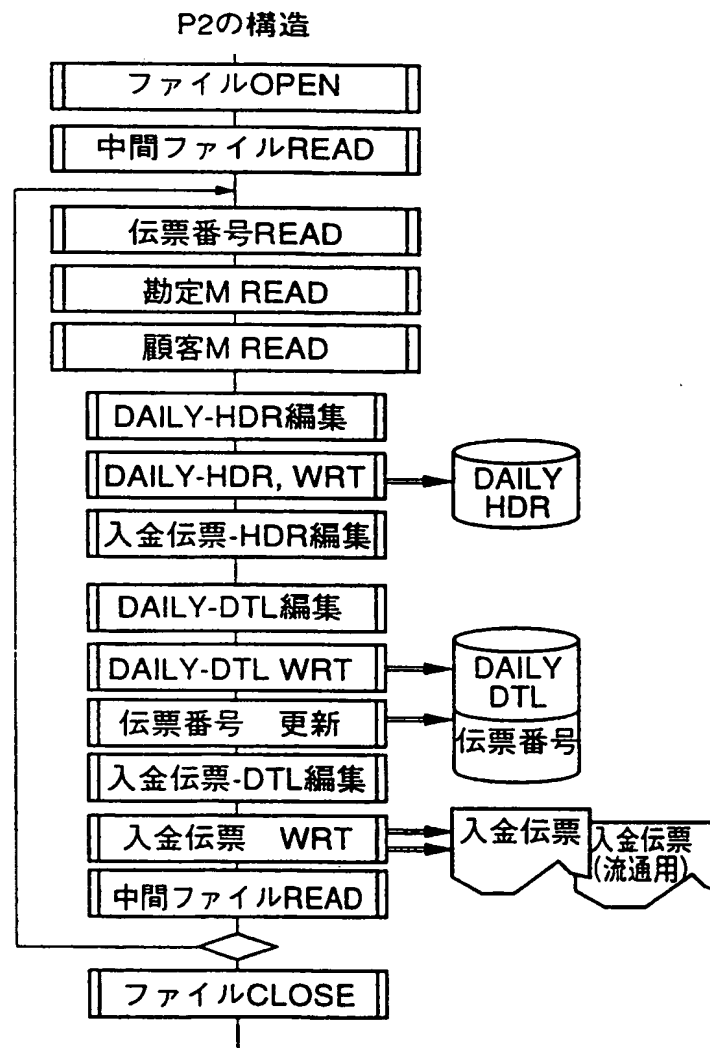 P2の構造
ファイルOPEN
中間ファイルREAD
伝票番号READ
勘定M READ
顧客M READ
DAILY-HDR編集
DAILY-HDR, WRT
DAILY
HDR
入金伝票-HDR編集
DAILY-DTL編集
DAILY-DTL WRT
DAILY
DTL
伝票番号 更新
伝票番号
入金伝票-DTL編集
入金伝票 WRT
入金伝票
入金伝票
(流通用)
中間ファイルREAD
ファイルCLOSE